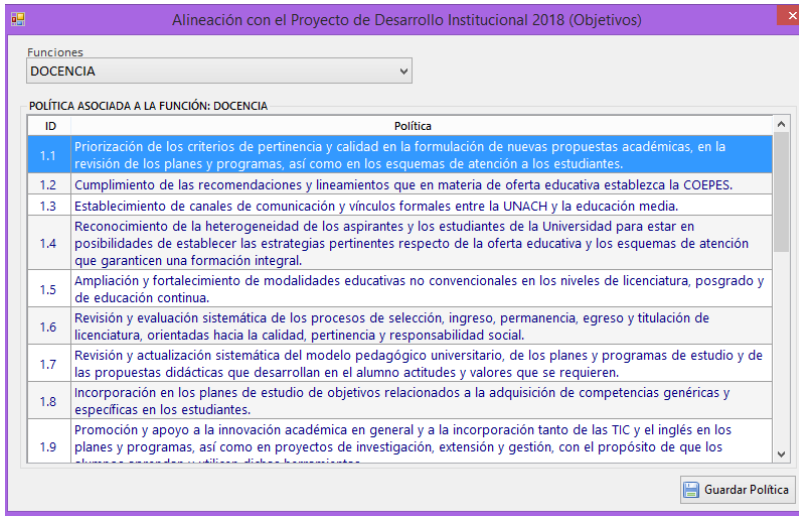 Alineación con el Proyecto de Desarrollo Institucional 2018 (Objetivos)
Funciones
DOCENCIA
POLÍTICA ASOCIADA A LA FUNCIÓN: DOCENCIA
ID Política
1.1 Priorización de los criterios de pertinencia y calidad en la formulación de nuevas propuestas académicas, en la
revisión de los planes y programas, así como en los esquemas de atención a los estudiantes.
1.2 Cumplimiento de las recomendaciones y lineamientos que en materia de oferta educativa establezca la COEPES.
1.3 Establecimiento de canales de comunicación y vínculos formales entre la UNACH y la educación media.
1.4 Reconocimiento de la heterogeneidad de los aspirantes y los estudiantes de la Universidad para estar en
posibilidades de establecer las estrategias pertinentes respecto de la oferta educativa y los esquemas de atención
que garanticen una formación integral.
1.5 Ampliación y fortalecimiento de modalidades educativas no convencionales en los niveles de licenciatura, posgrado y
de educación continua.
1.6 Revisión y evaluación sistemática de los procesos de selección, ingreso, permanencia, egreso y titulación de
licenciatura, orientadas hacia la calidad, pertinencia y responsabilidad social.
1.7 Revisión y actualización sistemática del modelo pedagógico universitario, de los planes y programas de estudio y de
las propuestas didácticas que desarrollan en el alumno actitudes y valores que se requieren.
1.8 Incorporación en los planes de estudio de objetivos relacionados a la adquisición de competencias genéricas y
específicas en los estudiantes.
1.9 Promoción y apoyo a la innovación académica en general y a la incorporación tanto de las TIC y el inglés en los
planes y programas, así como en proyectos de investigación, extensión y gestión, con el propósito de que los
Guardar Política